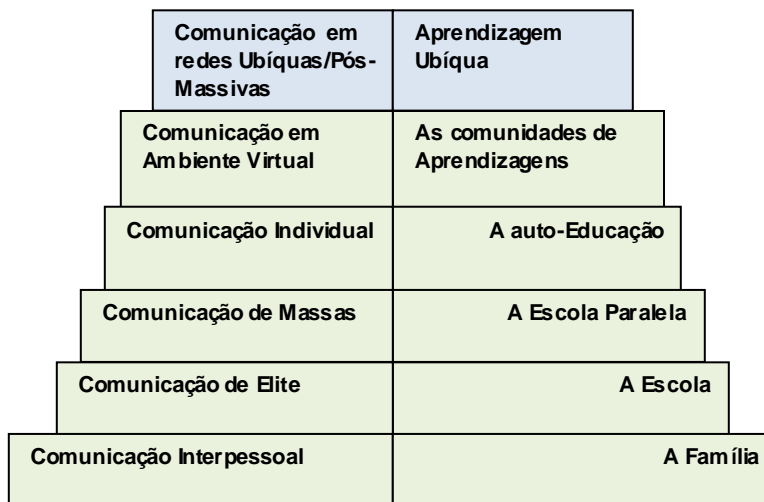 Comunicação em
redes Ubíquas/Pós-
Massivas
Aprendizagem
Ubíqua
Comunicação em
Ambiente Virtual
As comunidades de
Aprendizagens
Comunicação Individual
A auto-Educação
Comunicação de Massas
A Escola Paralela
Comunicação de Elite
A Escola
Comunicação Interpessoal
A Família